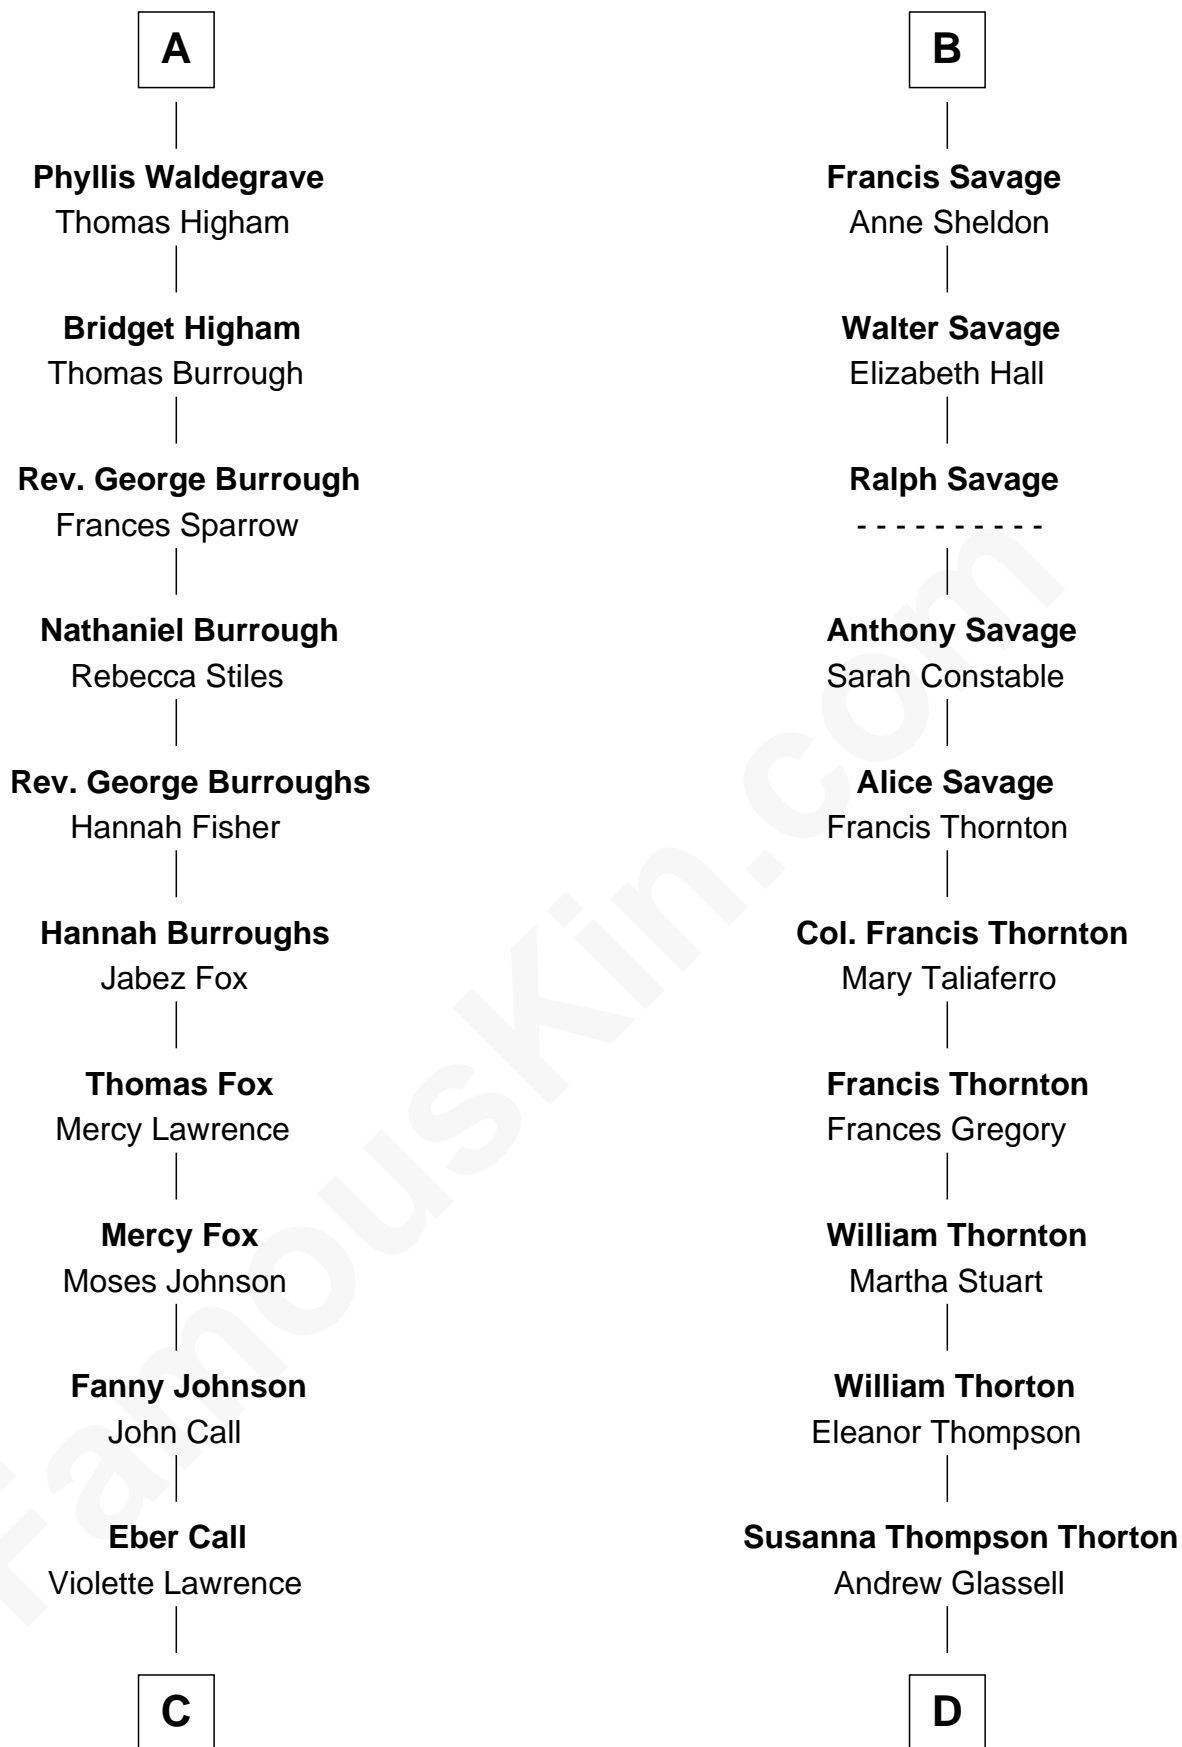 A
Phyllis Waldegrave
Thomas Higham
Bridget Higham
Thomas Burrough
Rev. George Burrough
Frances Sparrow
Nathaniel Burrough
Rebecca Stiles
Rev. George Burroughs
Hannah Fisher
Hannah Burroughs
Jabez Fox
Thomas Fox
Mercy Lawrence
Mercy Fox
Moses Johnson
Fanny Johnson
John Call
Eber Call
Violette Lawrence
C
B
Francis Savage
Anne Sheldon
Walter Savage
Elizabeth Hall
Ralph Savage
- - - - - - - - - -
Anthony Savage
Sarah Constable
Alice Savage
Francis Thornton
Col. Francis Thornton
Mary Taliaferro
Francis Thornton
Frances Gregory
William Thornton
Martha Stuart
William Thorton
Eleanor Thompson
Susanna Thompson Thorton
Andrew Glassell
D
FamousKin.com